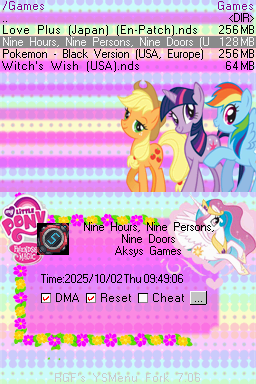 /Games Games
.. <DIR>
Love Plus (Japan) (En-Patch).nds 256MB
Nine Hours, Nine Persons, Nine Doors (U 128MB
Pokemon - Black Version (USA, Europe) 256MB
Witch's Wish (USA).nds 64MB
my LITTLE PONY
FRIENDSHIP is MAGIC
Nine Hours, Nine Persons,
Nine Doors
Aksys Games
Time:2025/10/02Thu 09:49:06
DMA Reset Cheat ...
RGF's YSMenu Fork 7.06